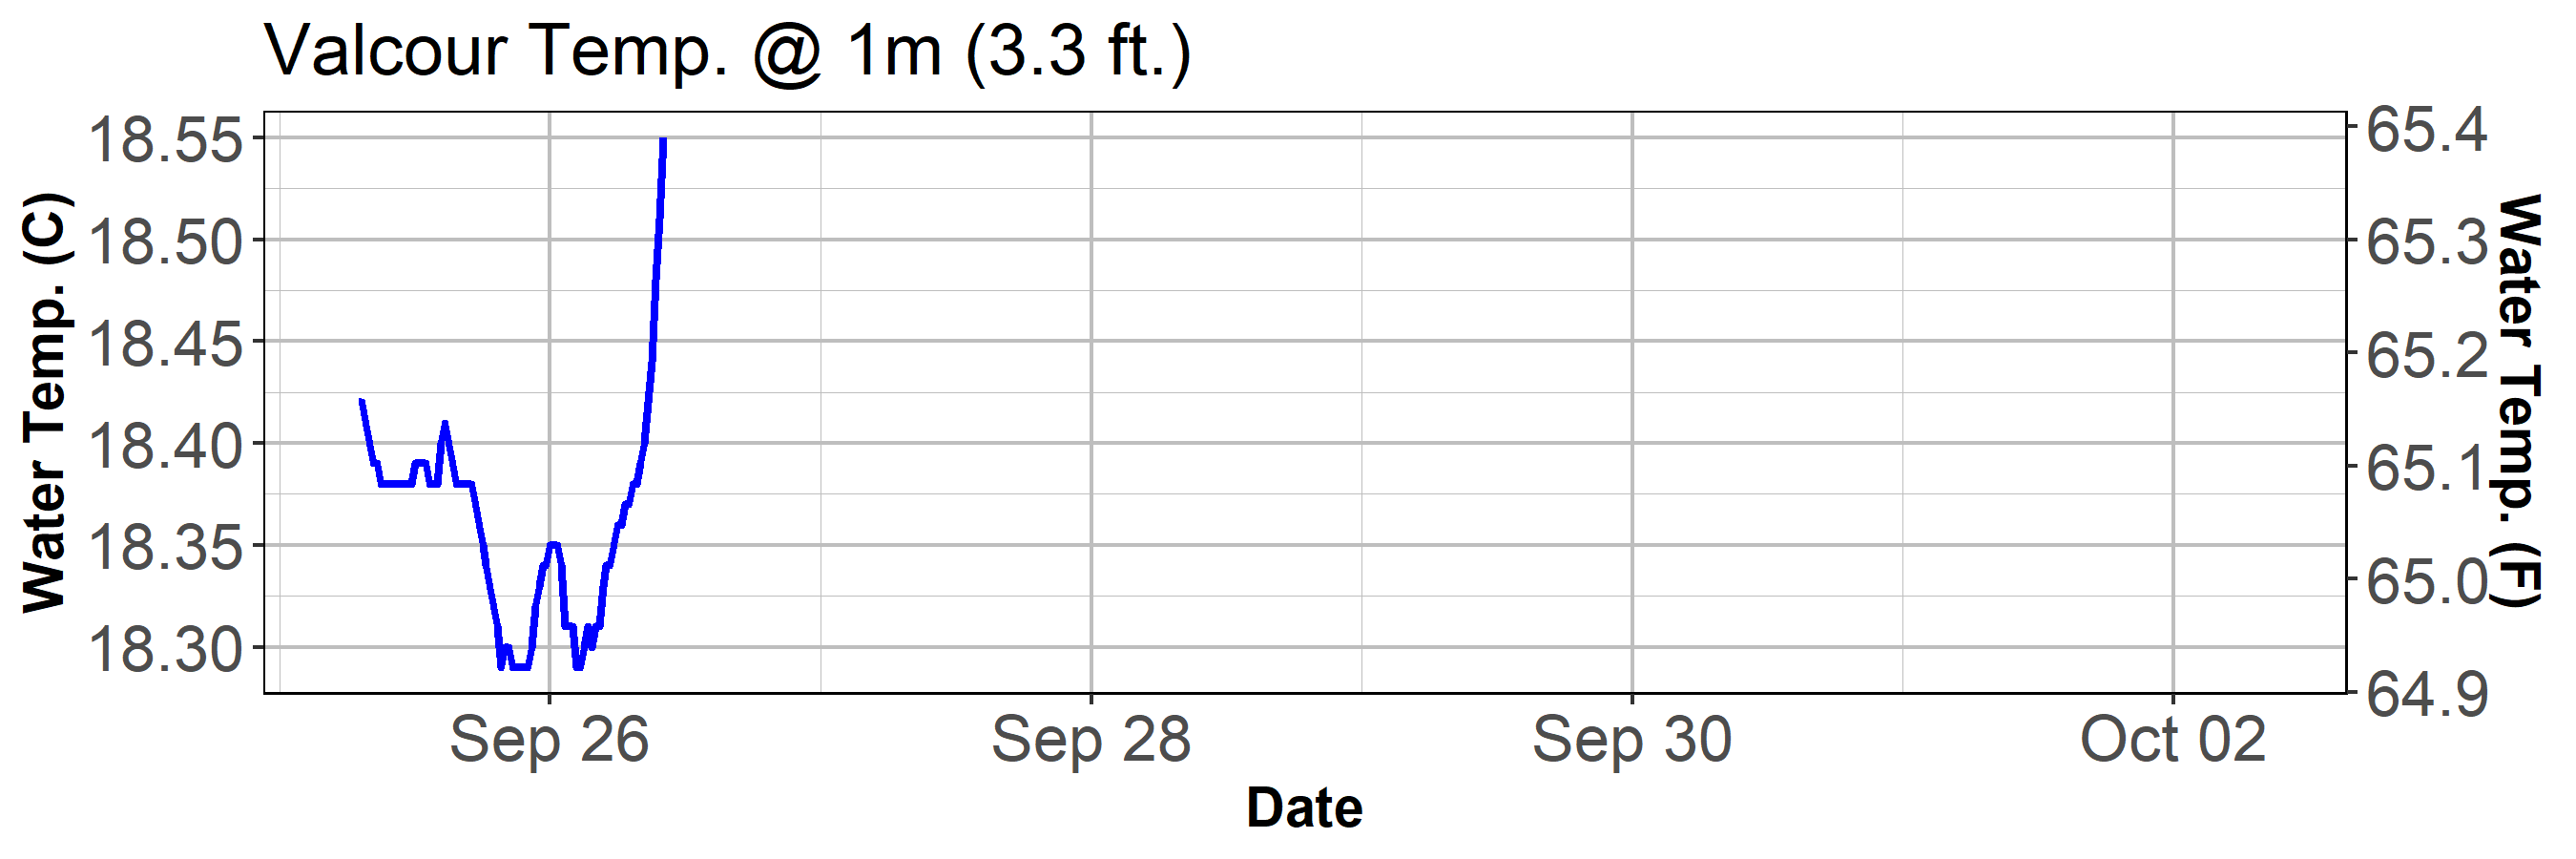 Valcour Temp. @ 1m (3.3 ft.)
Water Temp. (C)
18.55
18.50
18.45
18.40
18.35
18.30
65.4
65.3
65.2
65.1
65.0
64.9
Water Temp. (F)
Sep 26
Sep 28
Sep 30
Oct 02
Date